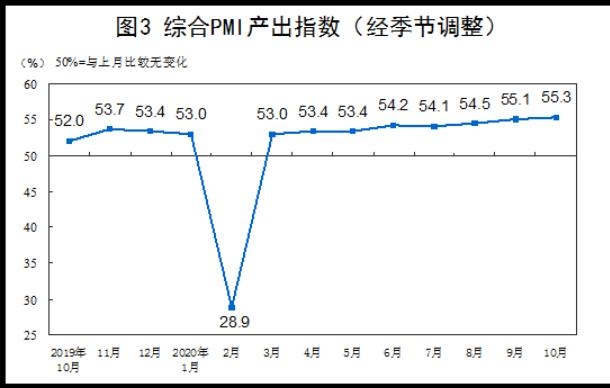 图3 综合PMI产出指数（经季节调整）
（%） 50%=与上月比较无变化
60
55
50
45
40
35
30
25
52.0
53.7
53.4
53.0
28.9
53.0
53.4
53.4
54.2
54.1
54.5
55.1
55.3
2019年
10月
11月
12月
2020年
1月
2月
3月
4月
5月
6月
7月
8月
9月
10月